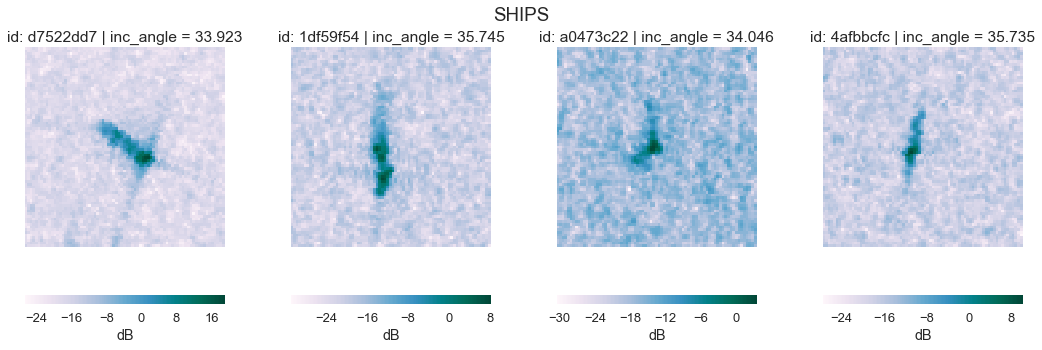 SHIPS
id: d7522dd7 | inc_angle = 33.923
id: 1df59f54 | inc_angle = 35.745
id: a0473c22 | inc_angle = 34.046
id: 4afbbcfc | inc_angle = 35.735
−24 −16 −8 0 8 16
−24 −16 −8 0 8
−30 −24 −18 −12 −6 0
−24 −16 −8 0 8
dB
dB
dB
dB